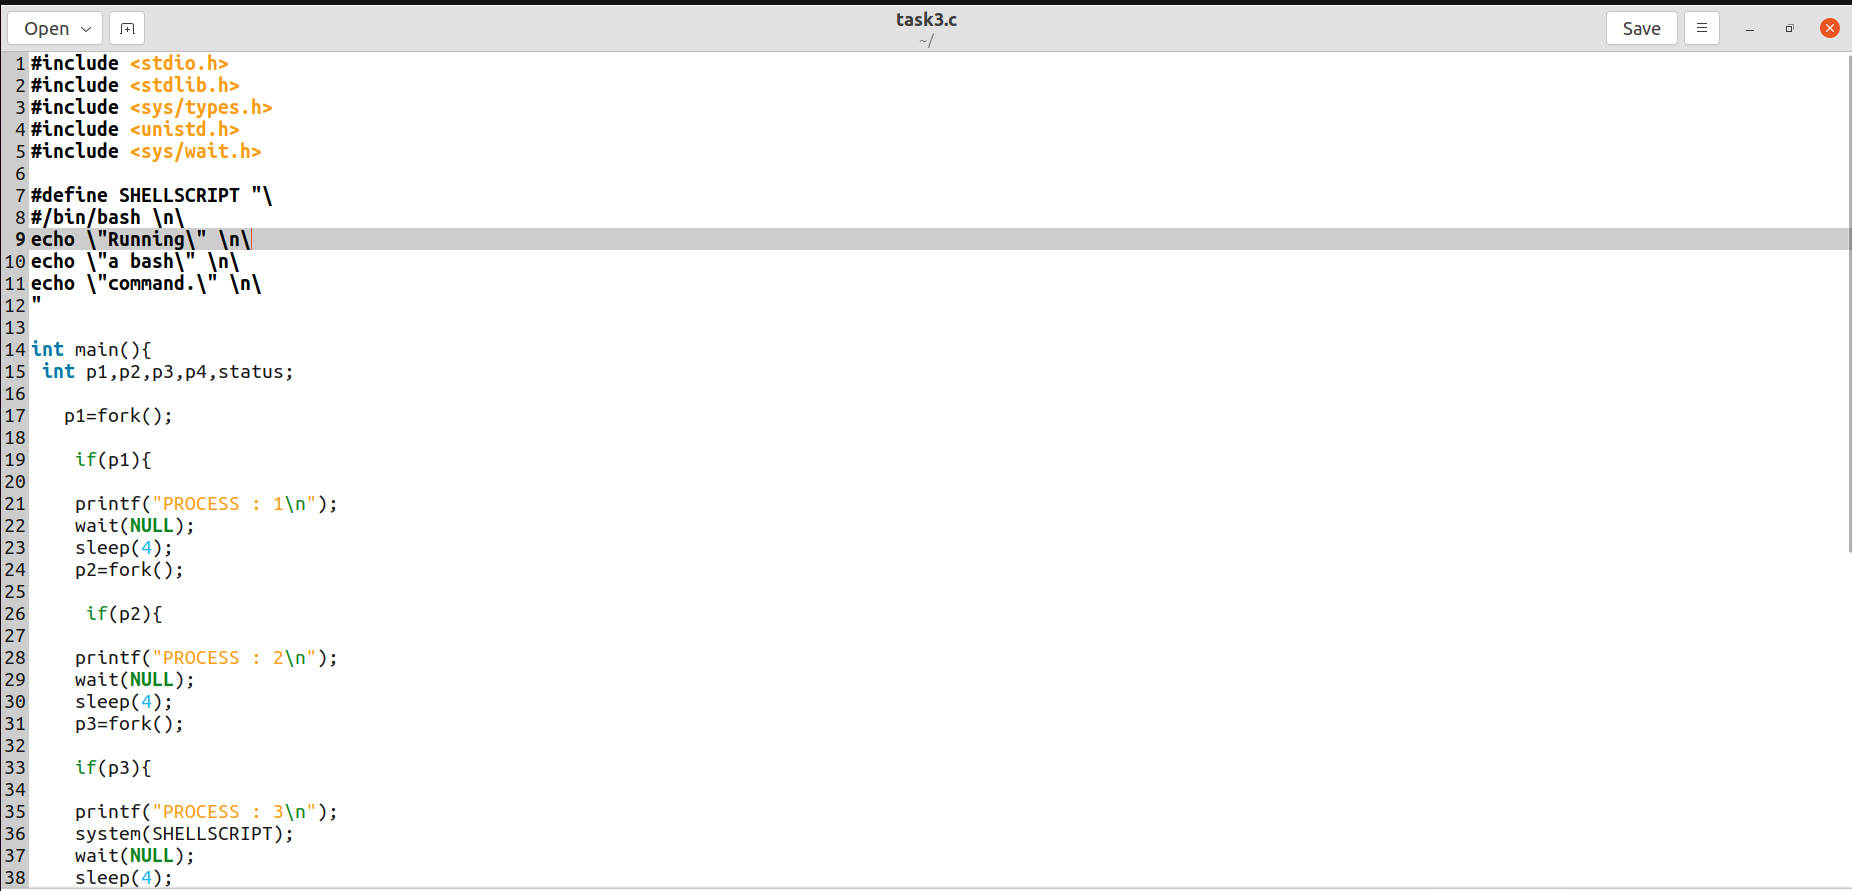 Open
task3.c
~/
Save
1 #include <stdio.h>
2 #include <stdlib.h>
3 #include <sys/types.h>
4 #include <unistd.h>
5 #include <sys/wait.h>
6
7 #define SHELLSCRIPT "\
8 #/bin/bash \n\
9 echo \"Running\" \n\
10 echo \"a bash\" \n\
11 echo \"command.\" \n\
12 "
13
14 int main(){
15  int p1,p2,p3,p4,status;
16
17    p1=fork();
18
19     if(p1){
20
21     printf("PROCESS : 1\n");
22     wait(NULL);
23     sleep(4);
24     p2=fork();
25
26      if(p2){
27
28     printf("PROCESS : 2\n");
29     wait(NULL);
30     sleep(4);
31     p3=fork();
32
33     if(p3){
34
35     printf("PROCESS : 3\n");
36     system(SHELLSCRIPT);
37     wait(NULL);
38     sleep(4);